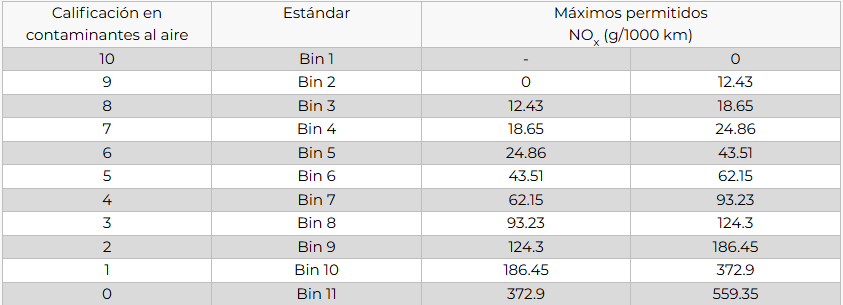 Calificación en contaminantes al aire Estándar Máximos permitidos NOx (g/1000 km)
10 Bin 1 - 0
9 Bin 2 0 12.43
8 Bin 3 12.43 18.65
7 Bin 4 18.65 24.86
6 Bin 5 24.86 43.51
5 Bin 6 43.51 62.15
4 Bin 7 62.15 93.23
3 Bin 8 93.23 124.3
2 Bin 9 124.3 186.45
1 Bin 10 186.45 372.9
0 Bin 11 372.9 559.35